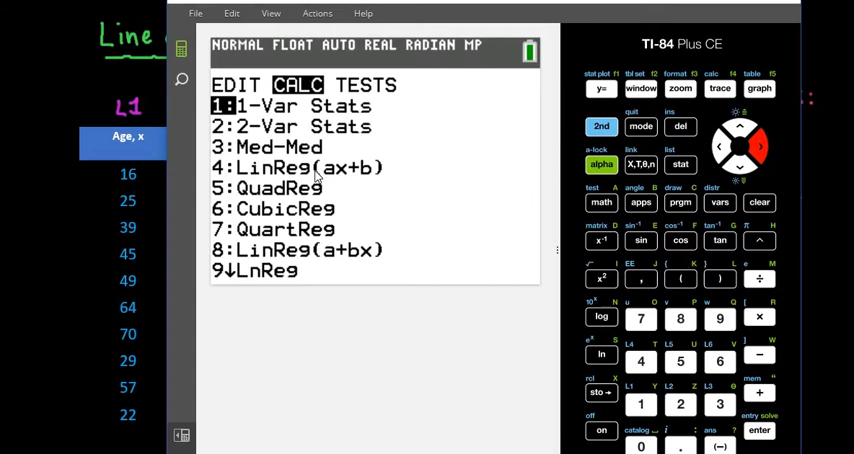 File Edit View Actions Help
Line
L1
Age, x
16
25
39
45
49
64
70
29
57
22
NORMAL FLOAT AUTO REAL RADIAN MP
EDIT CALC TESTS
1:1-Var Stats
2:2-Var Stats
3:Med-Med
4:LinReg(ax+b)
5:QuadReg
6:CubicReg
7:QuartReg
8:LinReg(a+bx)
9↓LnReg
TI-84 Plus CE
stat plot f1 tbl set f2 format f3 calc f4 table f5
y= window zoom trace graph
quit ins
2nd mode del
a-lock link list
alpha X,T,θ,n stat
test A angle B draw C distr
math apps prgm vars clear
matrix D sin⁻¹ E cos⁻¹ F tan⁻¹ G π H
x⁻¹ sin cos tan ^
√ I EE J { K } L e M
x² , ( ) ÷
10ˣ N u O v P w Q [ R
log 7 8 9 ×
eˣ S L4 T L5 U L6 V ] W
ln 4 5 6 −
rcl X L1 Y L2 Z L3 θ mem "
sto→ 1 2 3 +
off catalog ⎵ i : ans ? entry solve
on 0 . (−) enter